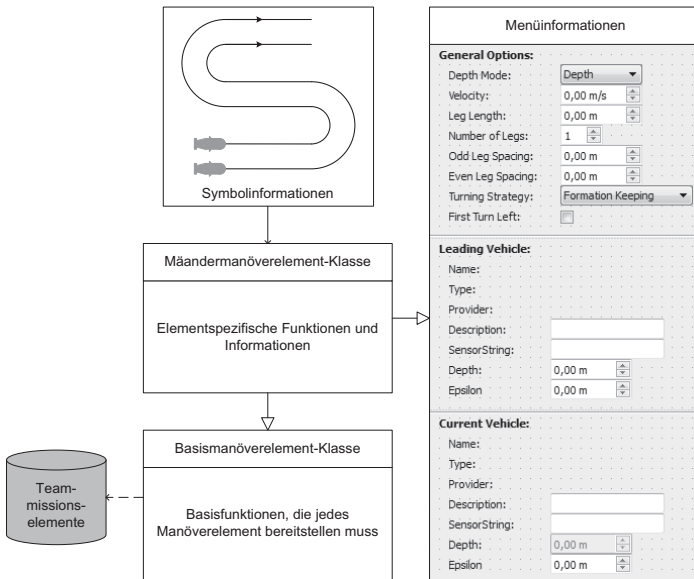 Symbolinformationen
Mäandermanöverelement-Klasse
Elementspezifische Funktionen und
Informationen
Basismanöverelement-Klasse
Basisfunktionen, die jedes
Manöverelement bereitstellen muss
Team-
missions-
elemente
Menüinformationen
General Options:
Depth Mode: Depth
Velocity: 0,00 m/s
Leg Length: 0,00 m
Number of Legs: 1
Odd Leg Spacing: 0,00 m
Even Leg Spacing: 0,00 m
Turning Strategy: Formation Keeping
First Turn Left:
Leading Vehicle:
Name:
Type:
Provider:
Description:
SensorString:
Depth: 0,00 m
Epsilon 0,00 m
Current Vehicle:
Name:
Type:
Provider:
Description:
SensorString:
Depth: 0,00 m
Epsilon 0,00 m